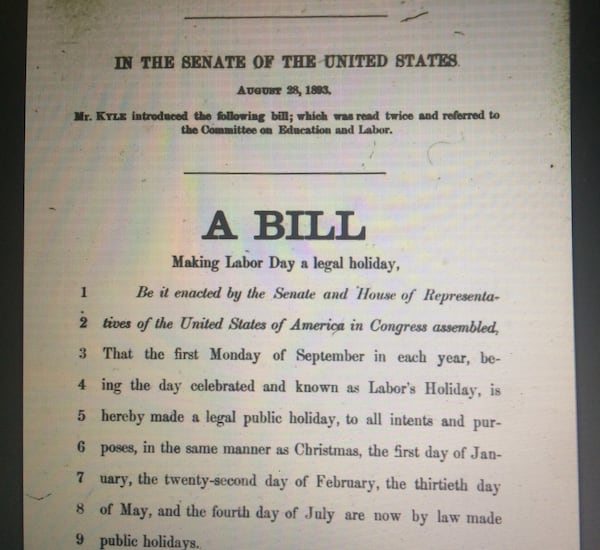 IN THE SENATE OF THE UNITED STATES.
AUGUST 28, 1893.
Mr. KYLE introduced the following bill; which was read twice and referred to
the Committee on Education and Labor.
A BILL
Making Labor Day a legal holiday,
1 Be it enacted by the Senate and House of Representa-
2 tives of the United States of America in Congress assembled,
3 That the first Monday of September in each year, be-
4 ing the day celebrated and known as Labor's Holiday, is
5 hereby made a legal public holiday, to all intents and pur-
6 poses, in the same manner as Christmas, the first day of Jan-
7 uary, the twenty-second day of February, the thirtieth day
8 of May, and the fourth day of July are now by law made
9 public holidays.